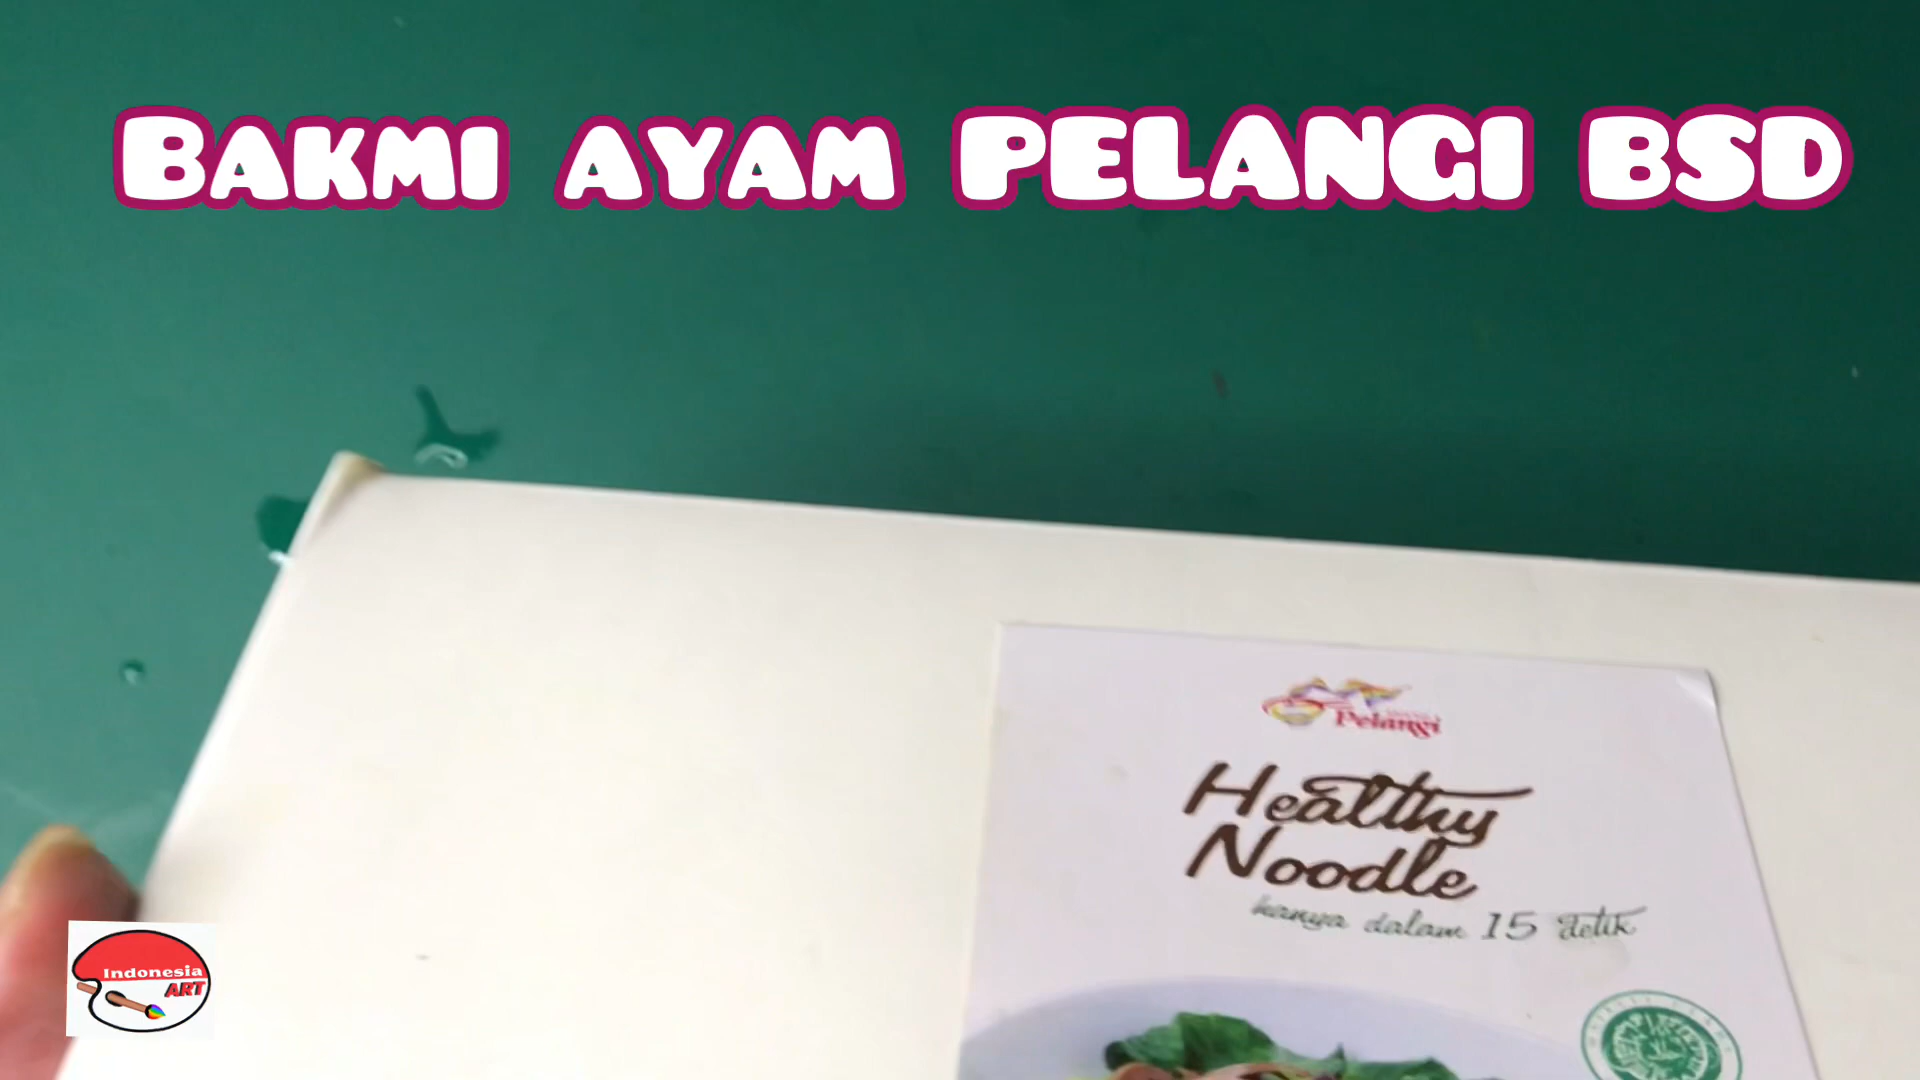 BAKMI AYAM PELANGI BSD
Pelangi
Healthy
Noodle
hanya dalam 15 detik
Indonesia
ART